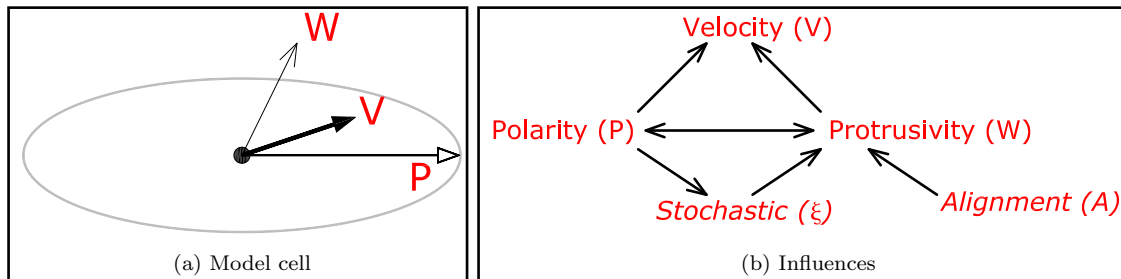 W
V
P
(a) Model cell
Velocity (V)
Polarity (P)
Protrusivity (W)
Stochastic (ξ)
Alignment (A)
(b) Influences